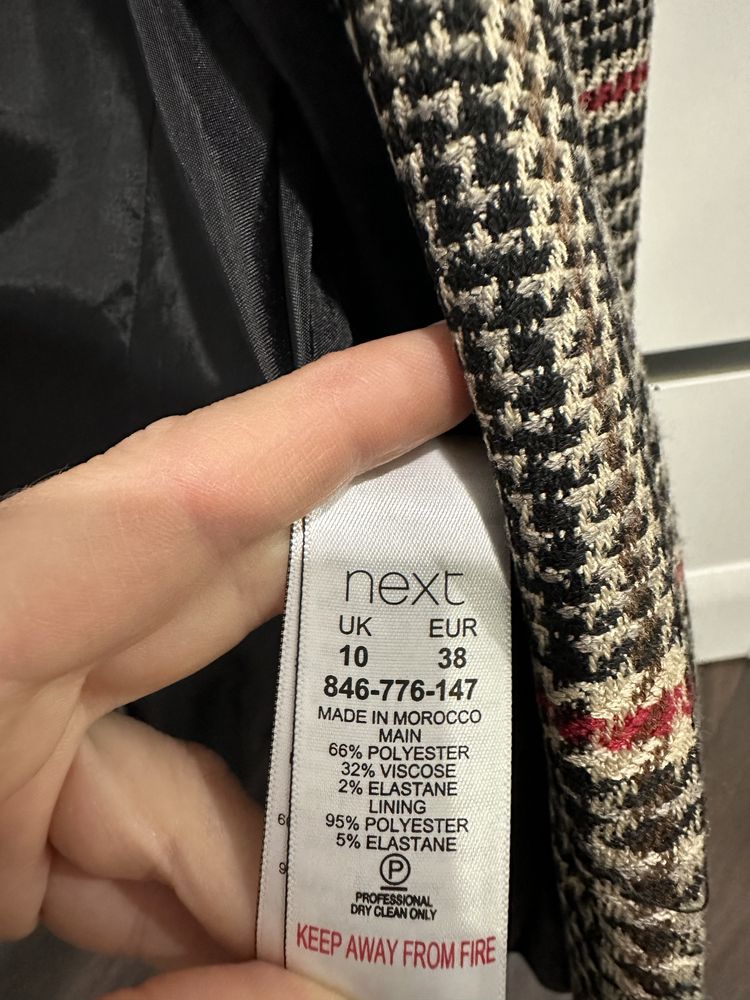 next
UK EUR
10 38
846-776-147
MADE IN MOROCCO
MAIN
66% POLYESTER
32% VISCOSE
2% ELASTANE
LINING
95% POLYESTER
5% ELASTANE
P
PROFESSIONAL
DRY CLEAN ONLY
KEEP AWAY FROM FIRE